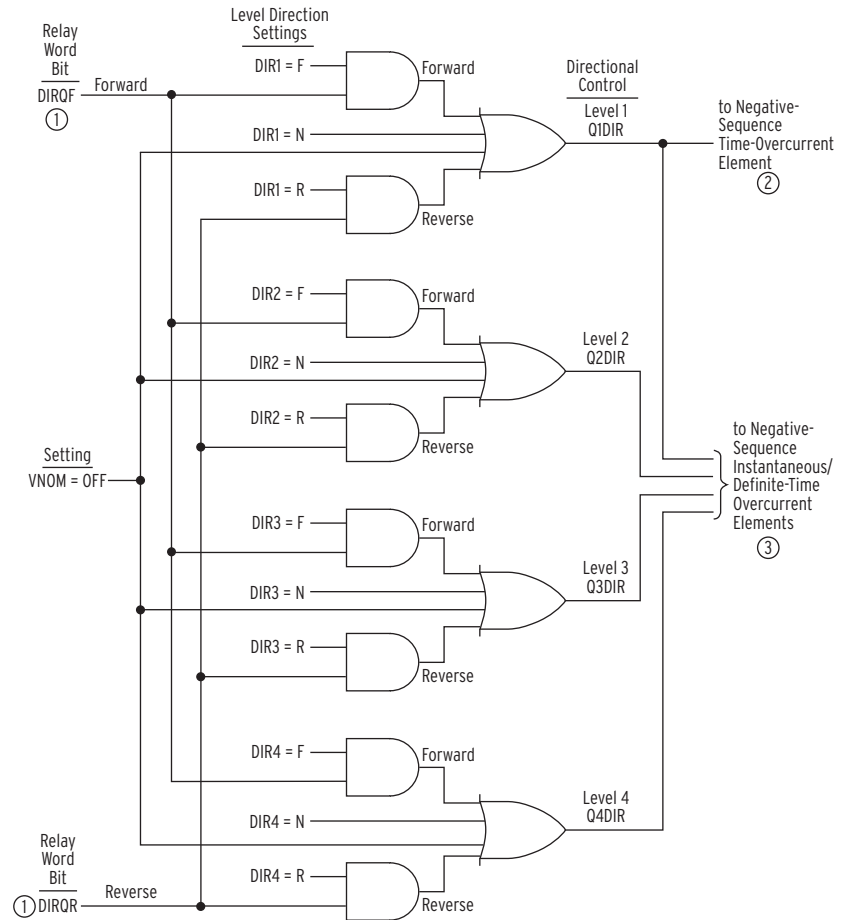 Relay
Word
Bit
DIRQF
Forward
①
Level Direction
Settings
DIR1 = F
Forward
DIR1 = N
DIR1 = R
Reverse
Directional
Control
Level 1
Q1DIR
to Negative-
Sequence
Time-Overcurrent
Element
②
DIR2 = F
Forward
DIR2 = N
DIR2 = R
Reverse
Level 2
Q2DIR
Setting
VNOM = OFF
to Negative-
Sequence
Instantaneous/
Definite-Time
Overcurrent
Elements
③
DIR3 = F
Forward
DIR3 = N
DIR3 = R
Reverse
Level 3
Q3DIR
DIR4 = F
Forward
DIR4 = N
DIR4 = R
Reverse
Level 4
Q4DIR
Relay
Word
Bit
① DIRQR
Reverse